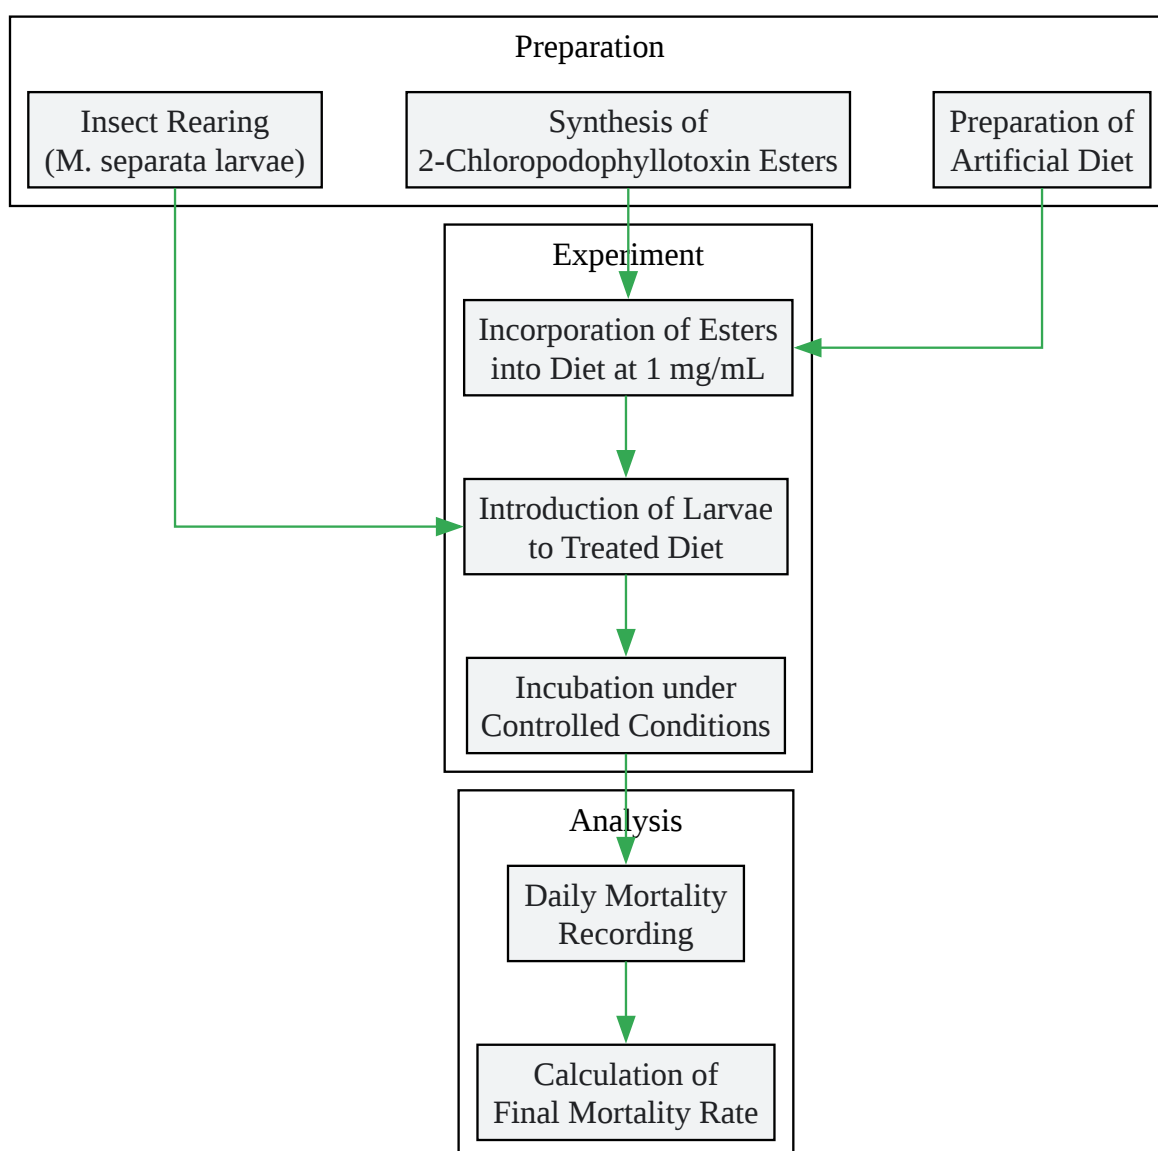 Preparation
Insect Rearing
(M. separata larvae)
Synthesis of
2-Chloropodophyllotoxin Esters
Preparation of
Artificial Diet
Experiment
Incorporation of Esters
into Diet at 1 mg/mL
Introduction of Larvae
to Treated Diet
Incubation under
Controlled Conditions
Analysis
Daily Mortality
Recording
Calculation of
Final Mortality Rate